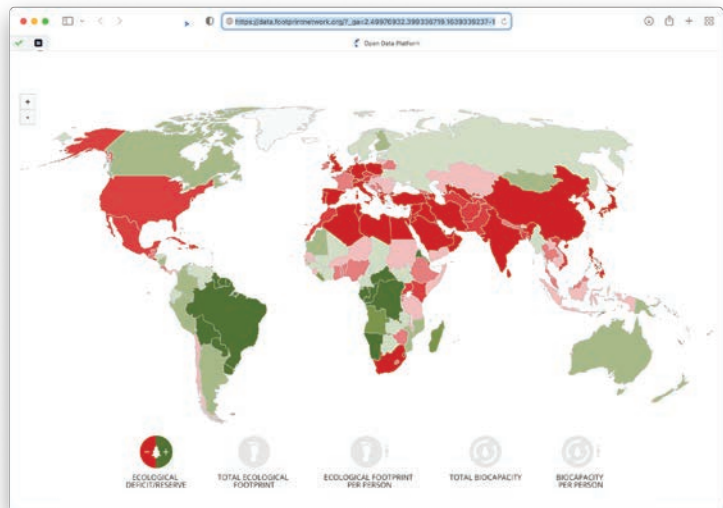 Open Data Platform
+
-
- +
ECOLOGICAL
DEFICIT/RESERVE
TOTAL ECOLOGICAL
FOOTPRINT
ECOLOGICAL FOOTPRINT
PER PERSON
TOTAL BIOCAPACITY
BIOCAPACITY
PER PERSON